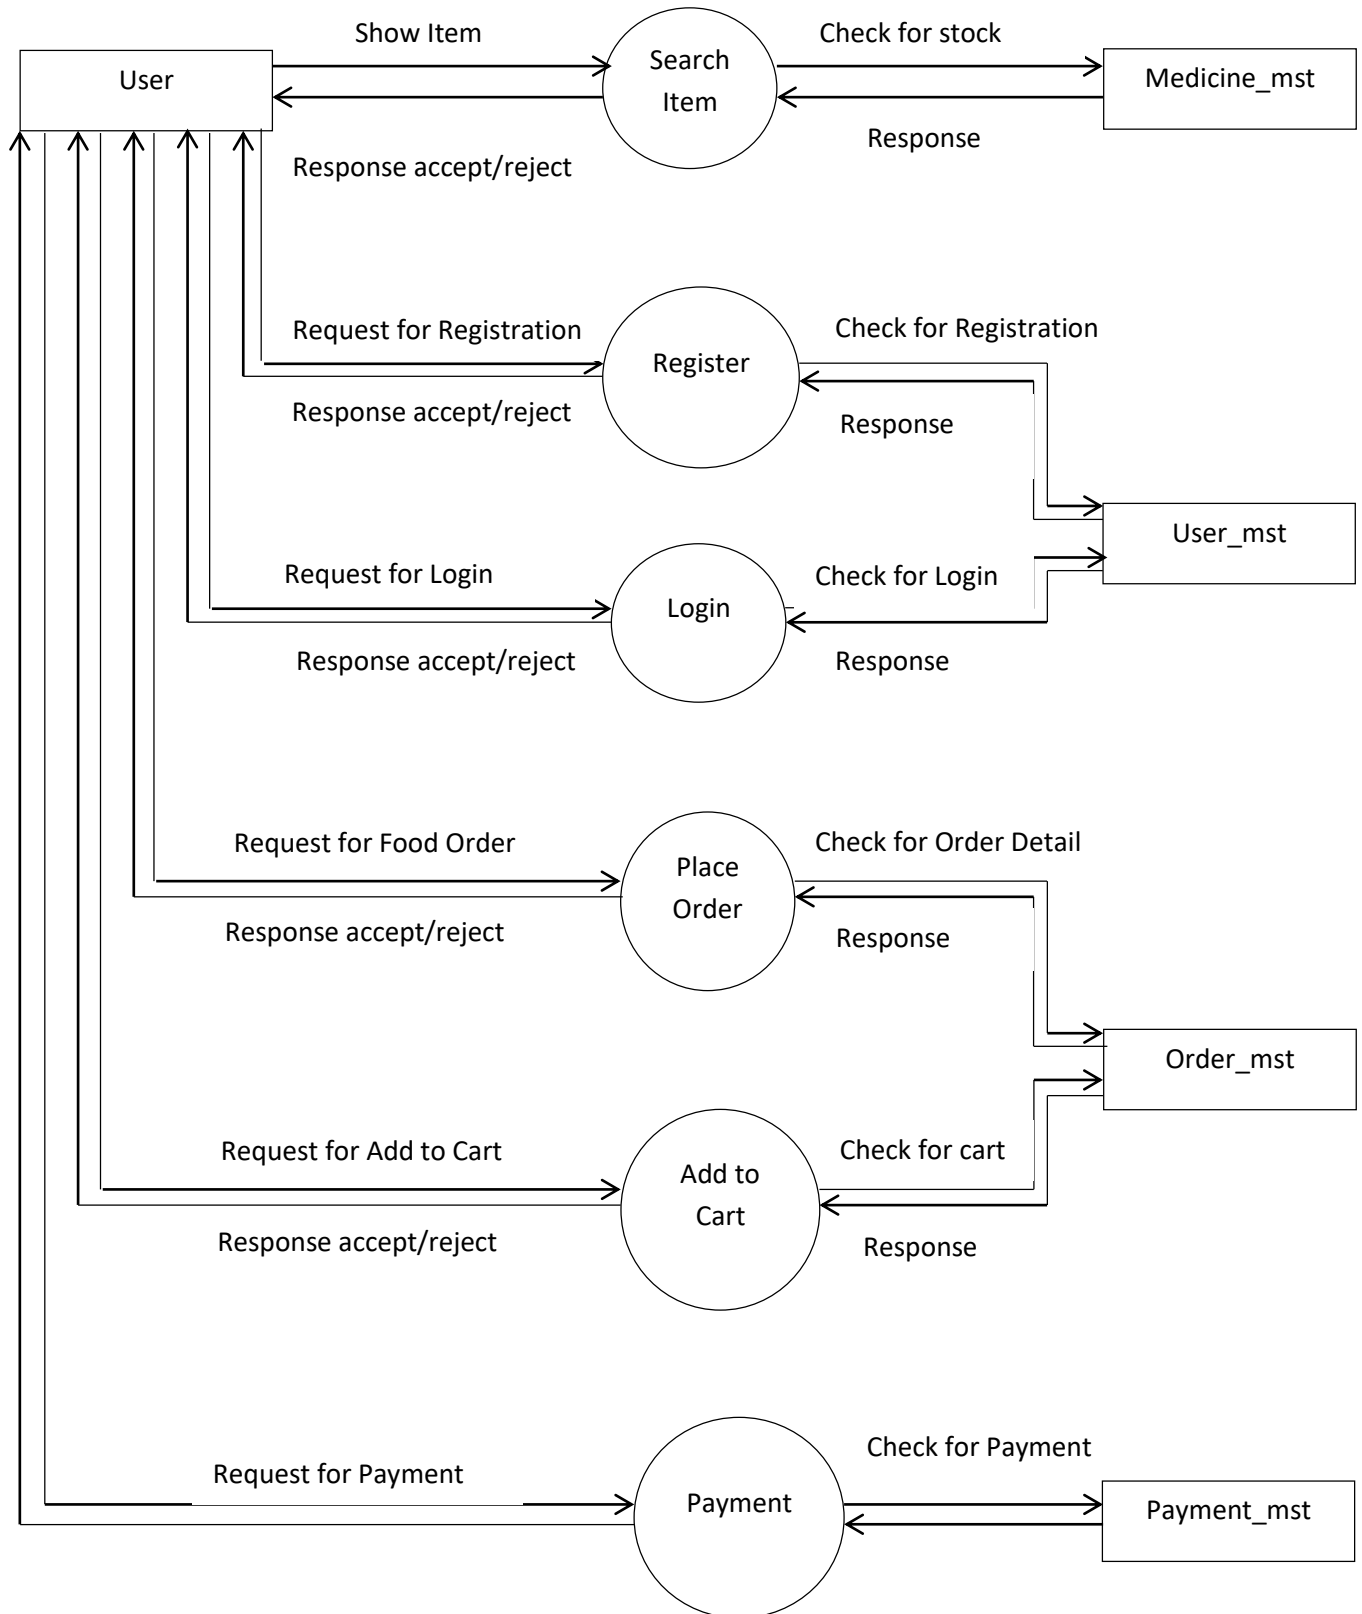 Show Item
Check for stock
User
Search
Item
Medicine_mst
Response
Response accept/reject
Request for Registration
Check for Registration
Register
Response accept/reject
Response
User_mst
Request for Login
Check for Login
Login
Response accept/reject
Response
Request for Food Order
Check for Order Detail
Place
Order
Response accept/reject
Response
Order_mst
Request for Add to Cart
Check for cart
Add to
Cart
Response accept/reject
Response
Check for Payment
Request for Payment
Payment
Payment_mst